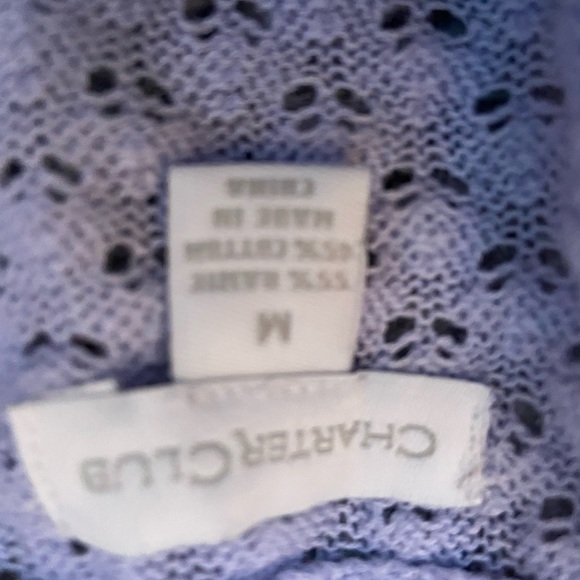 CHARTER CLUB
M
55% RAMIE
45% COTTON
MADE IN
CHINA